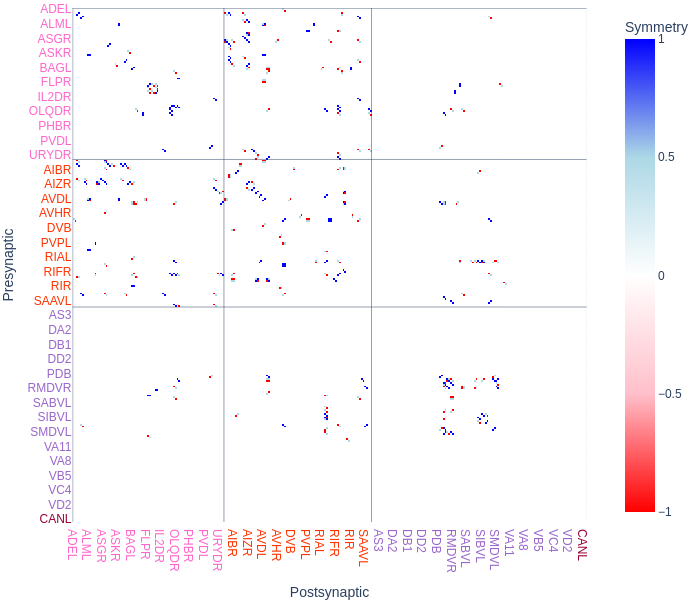 Symmetry
1
0.5
0
−0.5
−1
Presynaptic
ADEL
ALML
ASGR
ASKR
BAGL
FLPR
IL2DR
OLQDR
PHBR
PVDL
URYDR
AIBR
AIZR
AVDL
AVHR
DVB
PVPL
RIAL
RIFR
RIR
SAAVL
AS3
DA2
DB1
DD2
PDB
RMDVR
SABVL
SIBVL
SMDVL
VA11
VA8
VB5
VC4
VD2
CANL
ADEL
ALML
ASGR
ASKR
BAGL
FLPR
IL2DR
OLQDR
PHBR
PVDL
URYDR
AIBR
AIZR
AVDL
AVHR
DVB
PVPL
RIAL
RIFR
RIR
SAAVL
AS3
DA2
DB1
DD2
PDB
RMDVR
SABVL
SIBVL
SMDVL
VA11
VA8
VB5
VC4
VD2
CANL
Postsynaptic